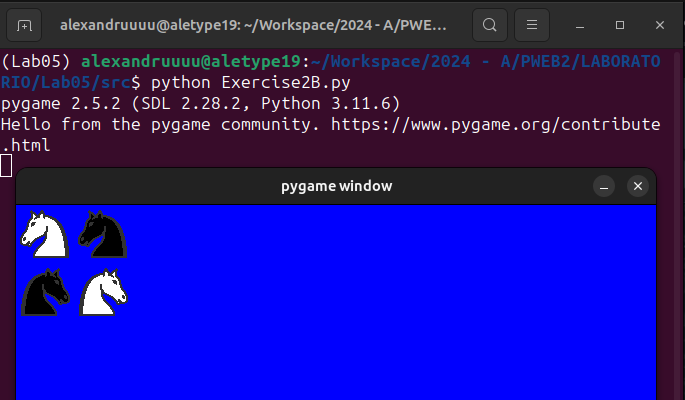 alexandruuuu@aletype19: ~/Workspace/2024 - A/PWE...
(Lab05) alexandruuuu@aletype19:~/Workspace/2024 - A/PWEB2/LABORATO
RIO/Lab05/src$ python Exercise2B.py
pygame 2.5.2 (SDL 2.28.2, Python 3.11.6)
Hello from the pygame community. https://www.pygame.org/contribute
.html
pygame window